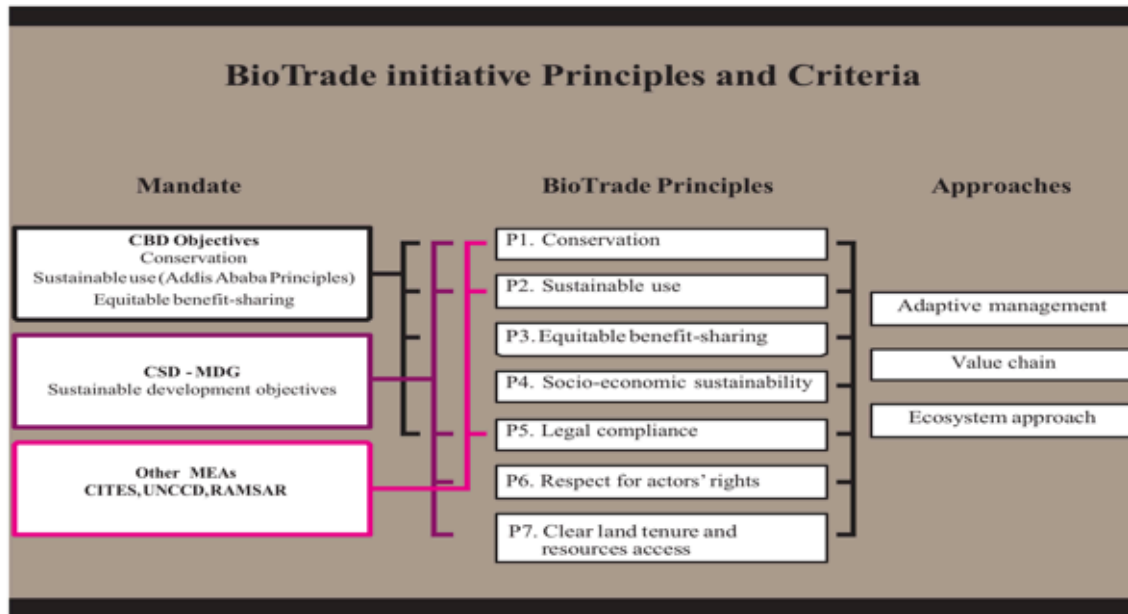 BioTrade initiative Principles and Criteria
Mandate
CBD Objectives
Conservation
Sustainable use (Addis Ababa Principles)
Equitable benefit-sharing
CSD - MDG
Sustainable development objectives
Other MEAs
CITES,UNCCD,RAMSAR
BioTrade Principles
P1. Conservation
P2. Sustainable use
P3. Equitable benefit-sharing
P4. Socio-economic sustainability
P5. Legal compliance
P6. Respect for actors' rights
P7. Clear land tenure and
resources access
Approaches
Adaptive management
Value chain
Ecosystem approach